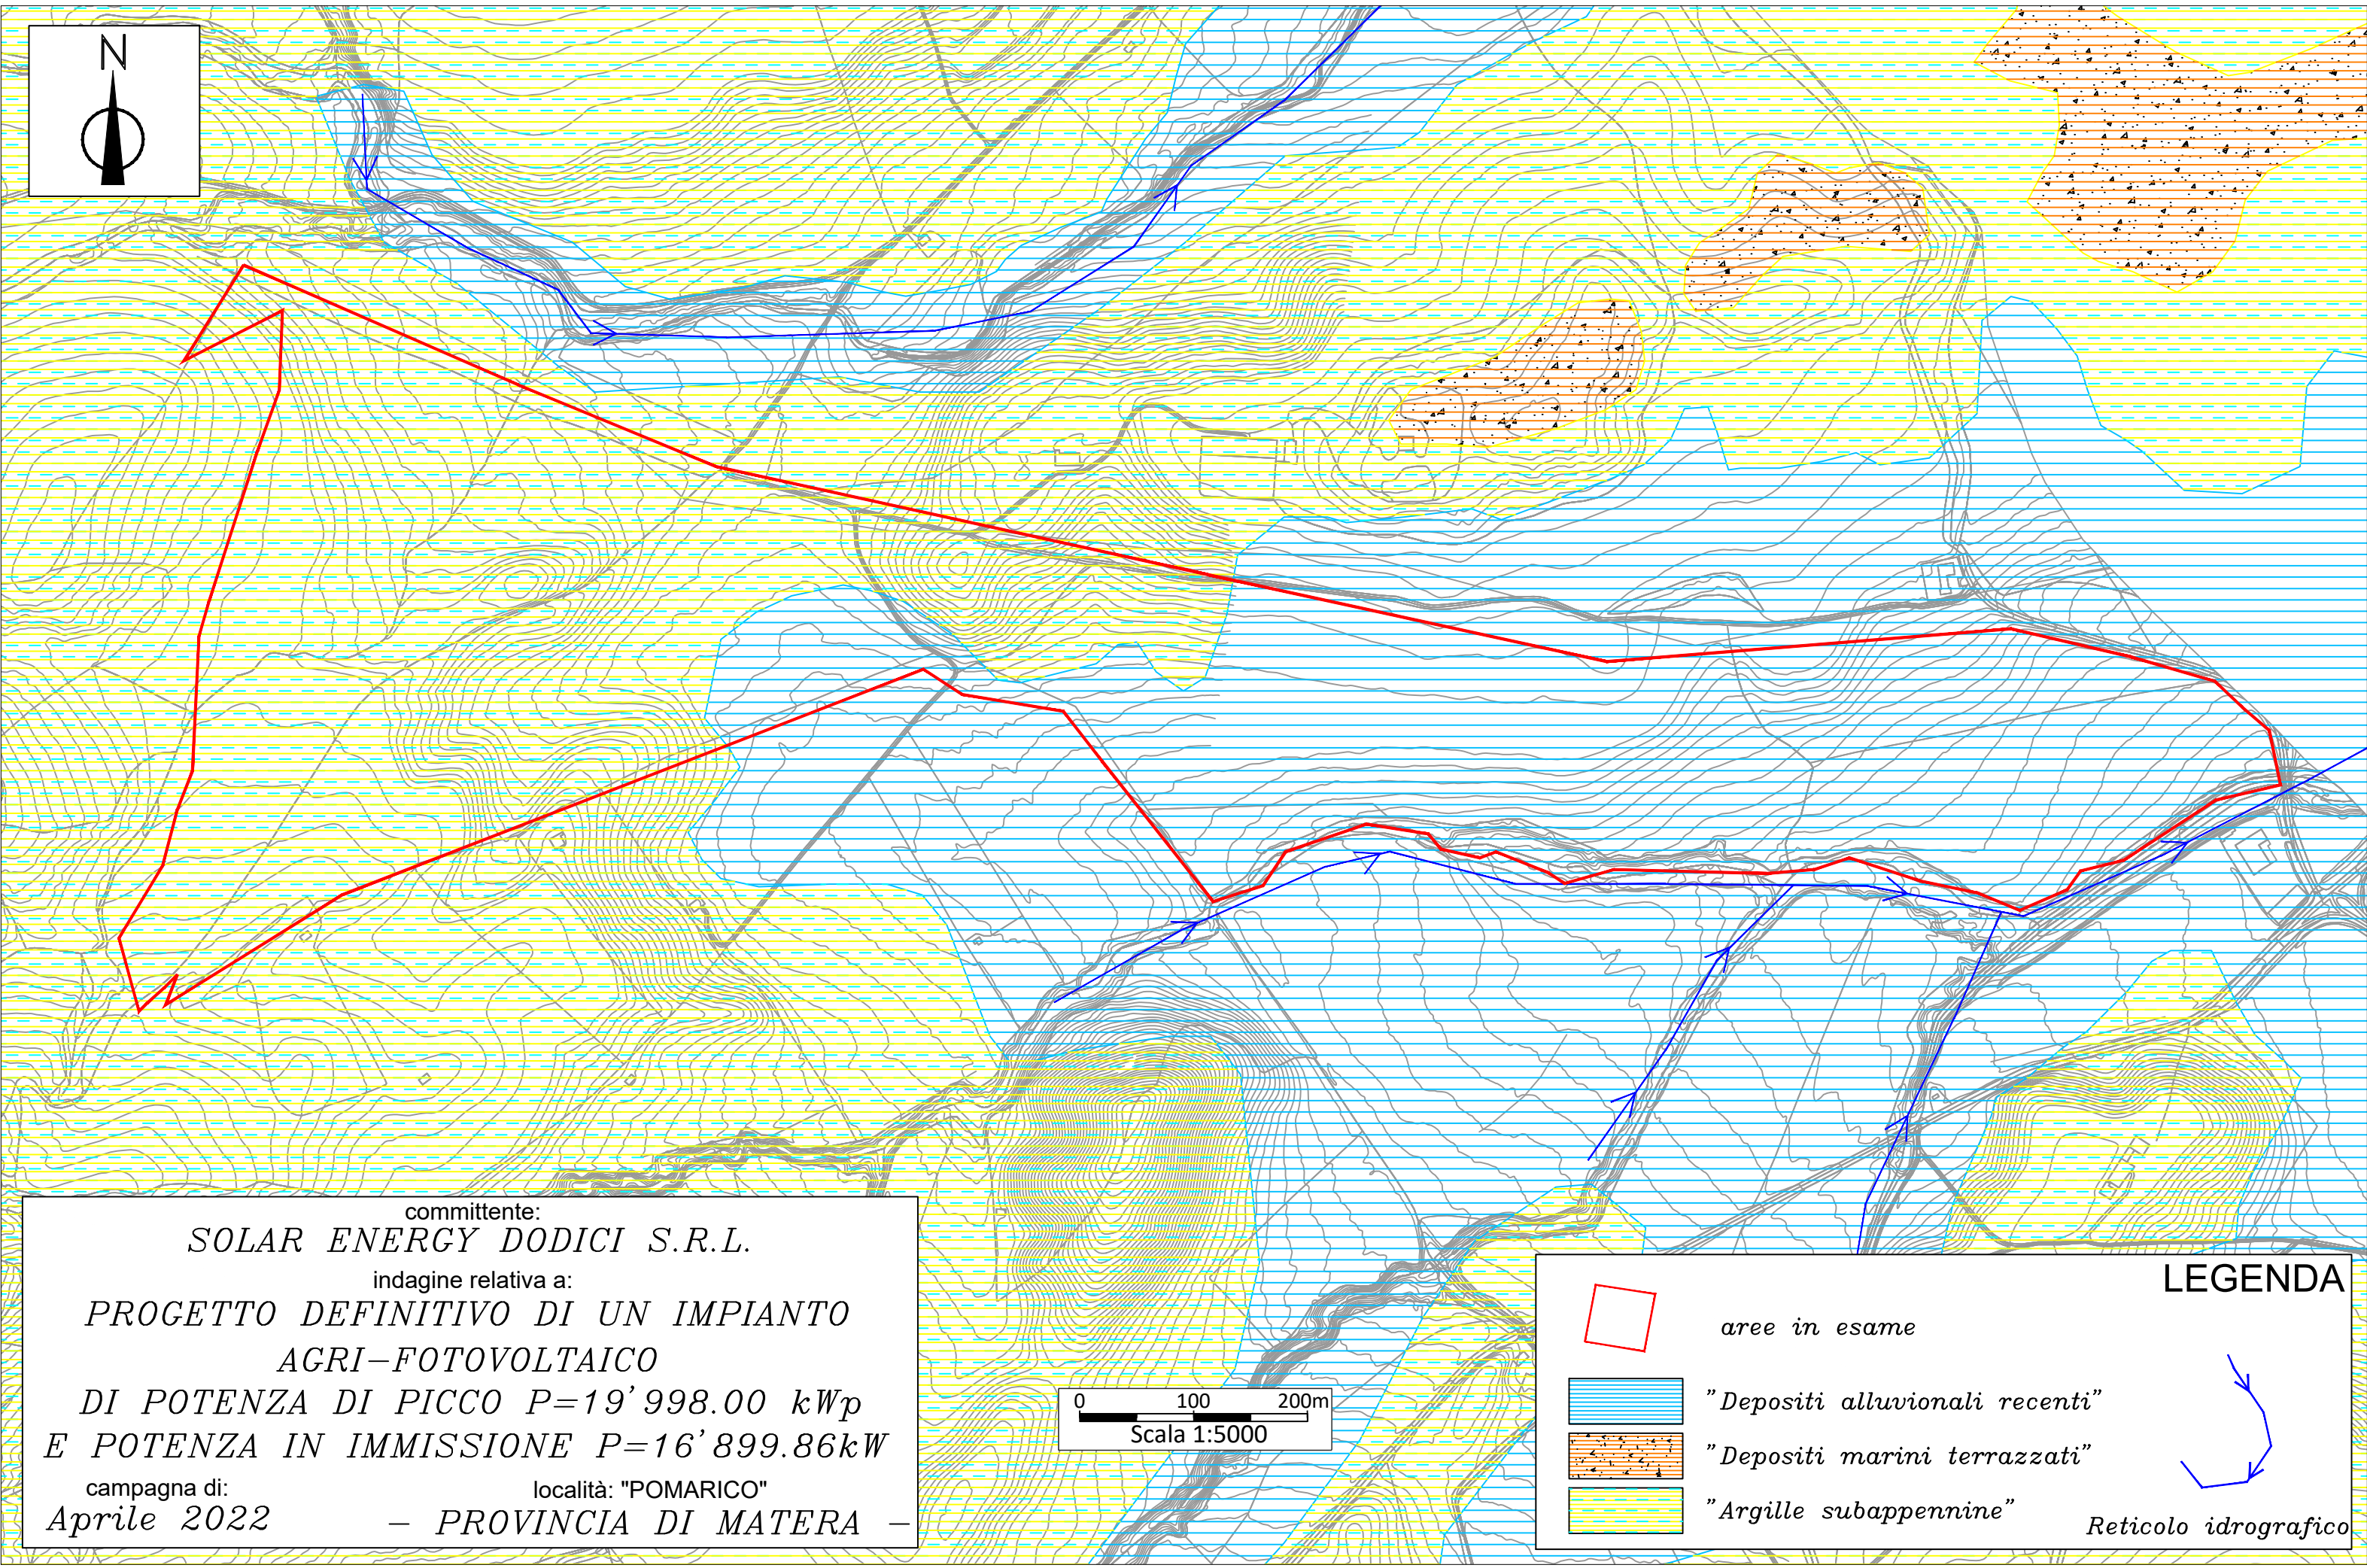 N
committente:
SOLAR ENERGY DODICI S.R.L.
indagine relativa a:
PROGETTO DEFINITIVO DI UN IMPIANTO
AGRI-FOTOVOLTAICO
DI POTENZA DI PICCO P=19'998.00 kWp
E POTENZA IN IMMISSIONE P=16'899.86kW
campagna di:
Aprile 2022
località: "POMARICO"
- PROVINCIA DI MATERA -
0 100 200m
Scala 1:5000
LEGENDA
aree in esame
"Depositi alluvionali recenti"
"Depositi marini terrazzati"
"Argille subappennine"
Reticolo idrografico